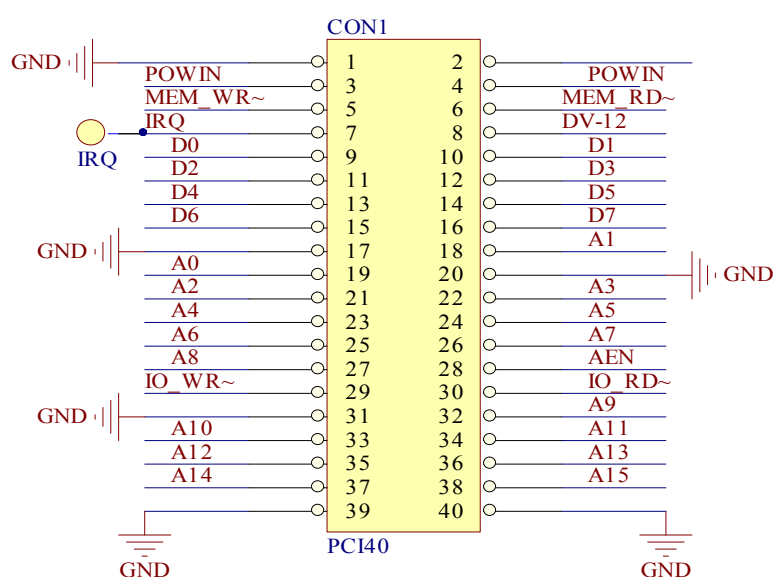 CON1
GND 1 2
POWIN 3 4 POWIN
MEM_WR~ 5 6 MEM_RD~
IRQ IRQ 7 8 DV-12
D0 9 10 D1
D2 11 12 D3
D4 13 14 D5
D6 15 16 D7
GND 17 18 A1
A0 19 20 GND
A2 21 22 A3
A4 23 24 A5
A6 25 26 A7
A8 27 28 AEN
IO_WR~ 29 30 IO_RD~
GND 31 32 A9
A10 33 34 A11
A12 35 36 A13
A14 37 38 A15
39 40
PCI40
GND GND